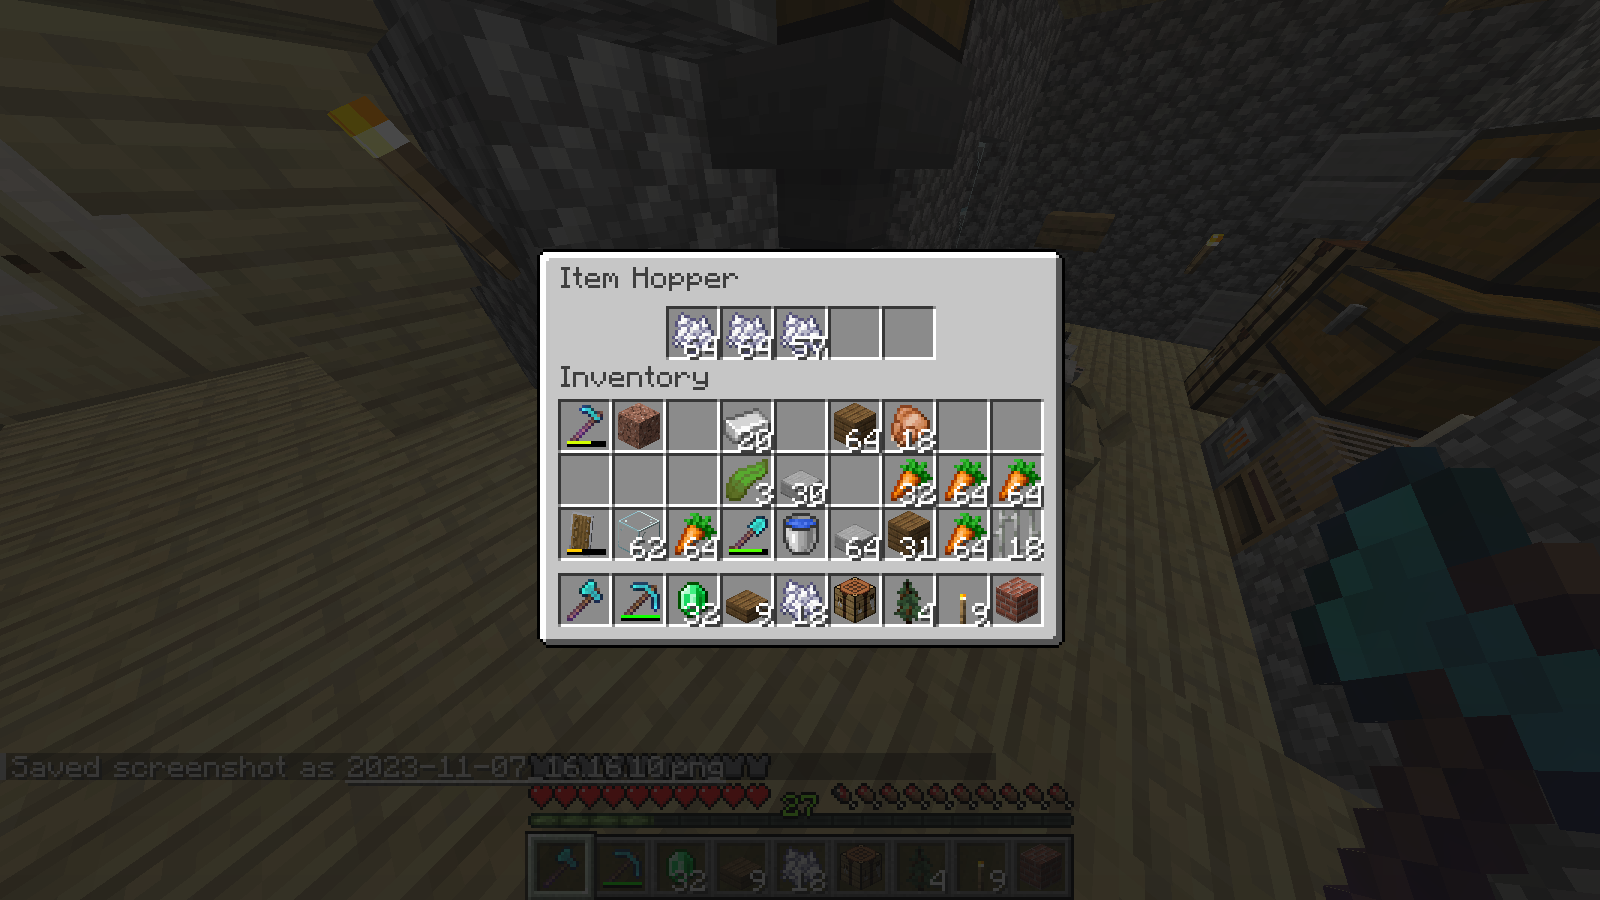 Item Hopper
64 64 57
Inventory
20 64 18
3 30 32 64 64
62 64 64 31 64 18
32 9 18 4 9
Saved screenshot as 2023-11-07_16.16.10.png
37
32 9 18 4 9